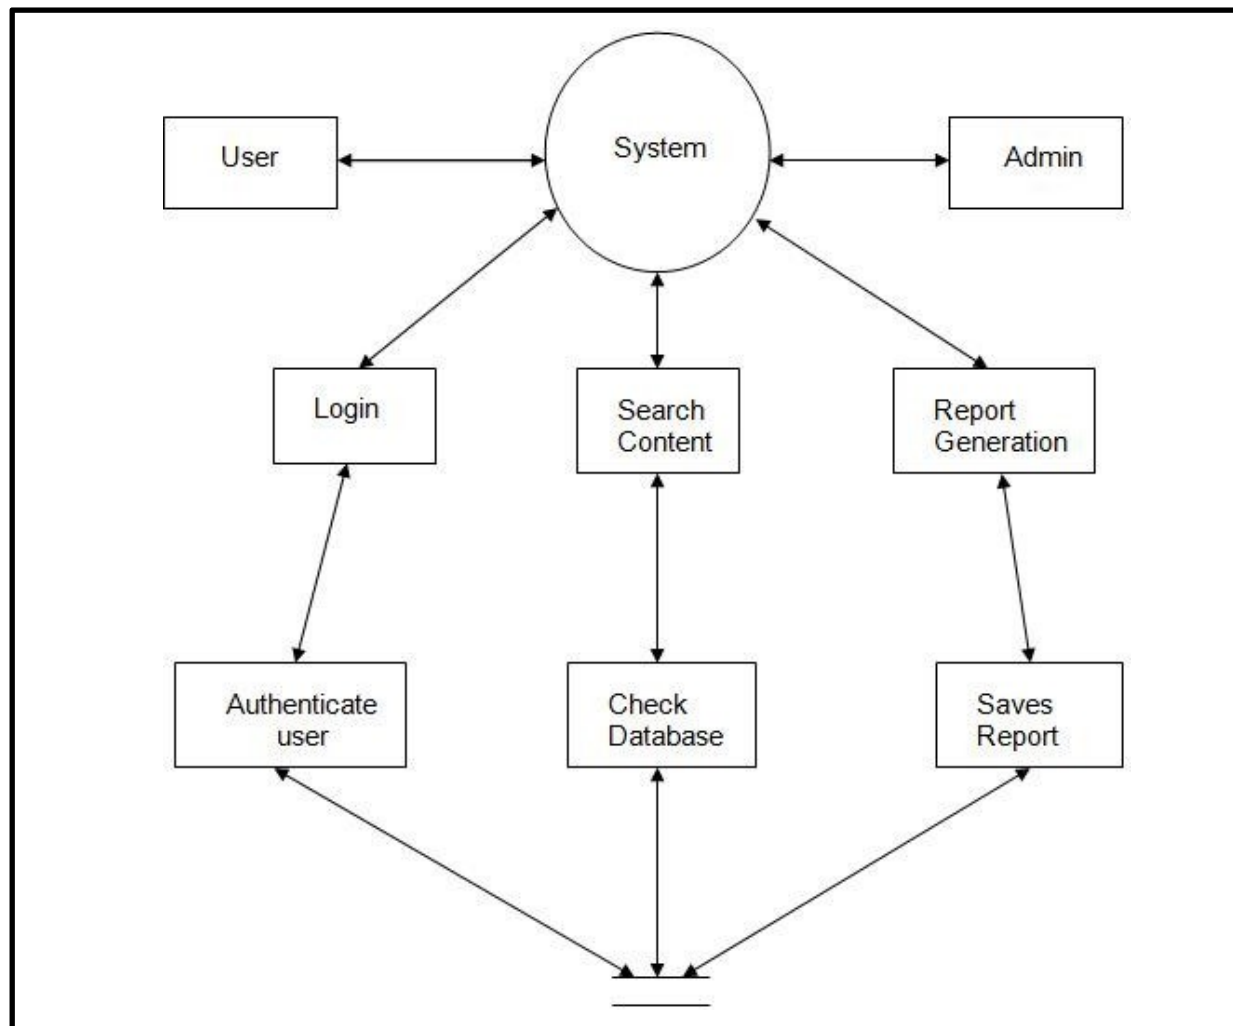 System
User
Admin
Login
Search
Content
Report
Generation
Authenticate
user
Check
Database
Saves
Report